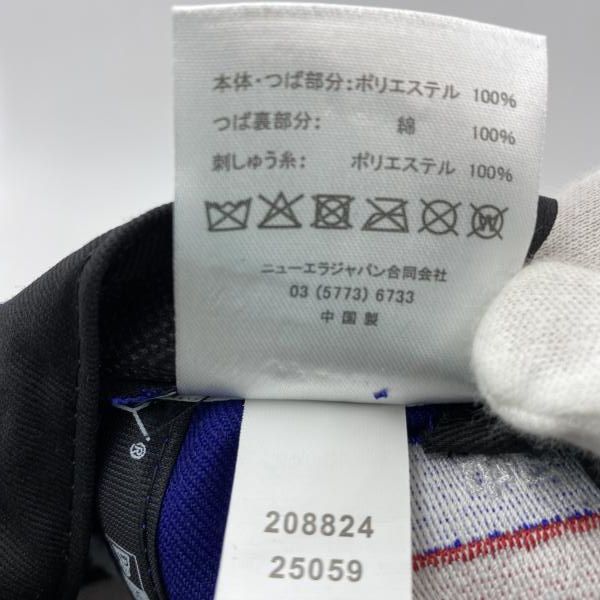 本体・つば部分：ポリエステル 100%
つば裏部分： 綿 100%
刺しゅう糸： ポリエステル 100%
ニューエラジャパン合同会社
03 (5773) 6733
中国製
208824
25059